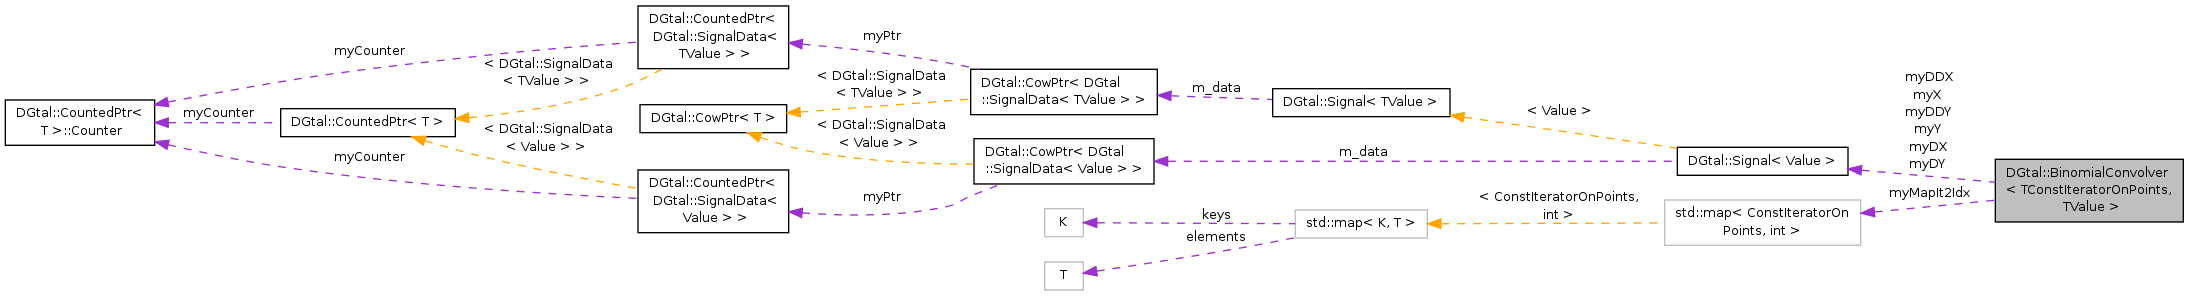 DGtal::CountedPtr<
T >::Counter
myCounter
myCounter
myCounter
DGtal::CountedPtr< T >
< DGtal::SignalData
< TValue > >
< DGtal::SignalData
< Value > >
DGtal::CountedPtr<
DGtal::SignalData<
TValue > >
DGtal::CowPtr< T >
DGtal::CountedPtr<
DGtal::SignalData<
Value > >
myPtr
< DGtal::SignalData
< TValue > >
< DGtal::SignalData
< Value > >
myPtr
DGtal::CowPtr< DGtal
::SignalData< TValue > >
DGtal::CowPtr< DGtal
::SignalData< Value > >
K
T
m_data
keys
elements
DGtal::Signal< TValue >
m_data
std::map< K, T >
< Value >
< ConstIteratorOnPoints,
int >
DGtal::Signal< Value >
std::map< ConstIteratorOn
Points, int >
myDDX
myX
myDDY
myY
myDX
myDY
myMapIt2Idx
DGtal::BinomialConvolver
< TConstIteratorOnPoints,
TValue >